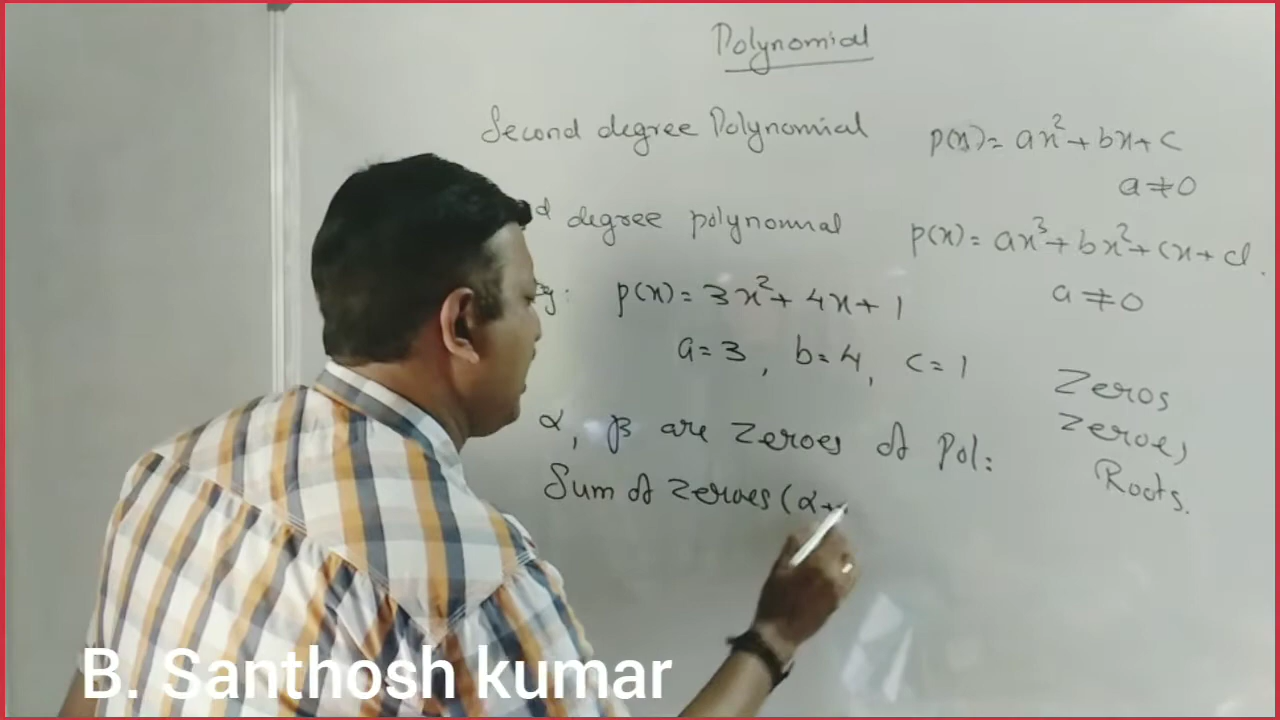 Polynomial
Second degree Polynomial p(x)= ax²+bx+c
a≠0
d degree polynomial p(x)= ax³+bx²+cx+d.
a≠0
p(x)= 3x²+4x+1
a=3, b=4, c=1
Zeros
Zeroes
Roots.
α, β are Zeroes of Pol:
Sum of Zeroes (α+
B. Santhosh kumar